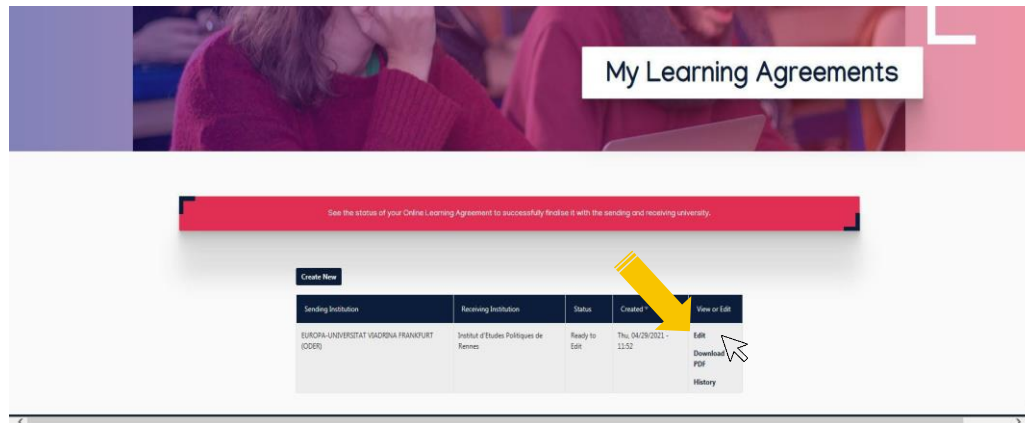 My Learning Agreements
See the status of your Online Learning Agreement to successfully finalise it with the sending and receiving university.
Create New
Sending Institution Receiving Institution Status Created View or Edit
EUROPA-UNIVERSITAT VIADRINA FRANKFURT Institut d'Etudes Politiques de Ready to Thu, 04/29/2021 - Edit
(ODER) Rennes Edit 11:52
Download
PDF
History